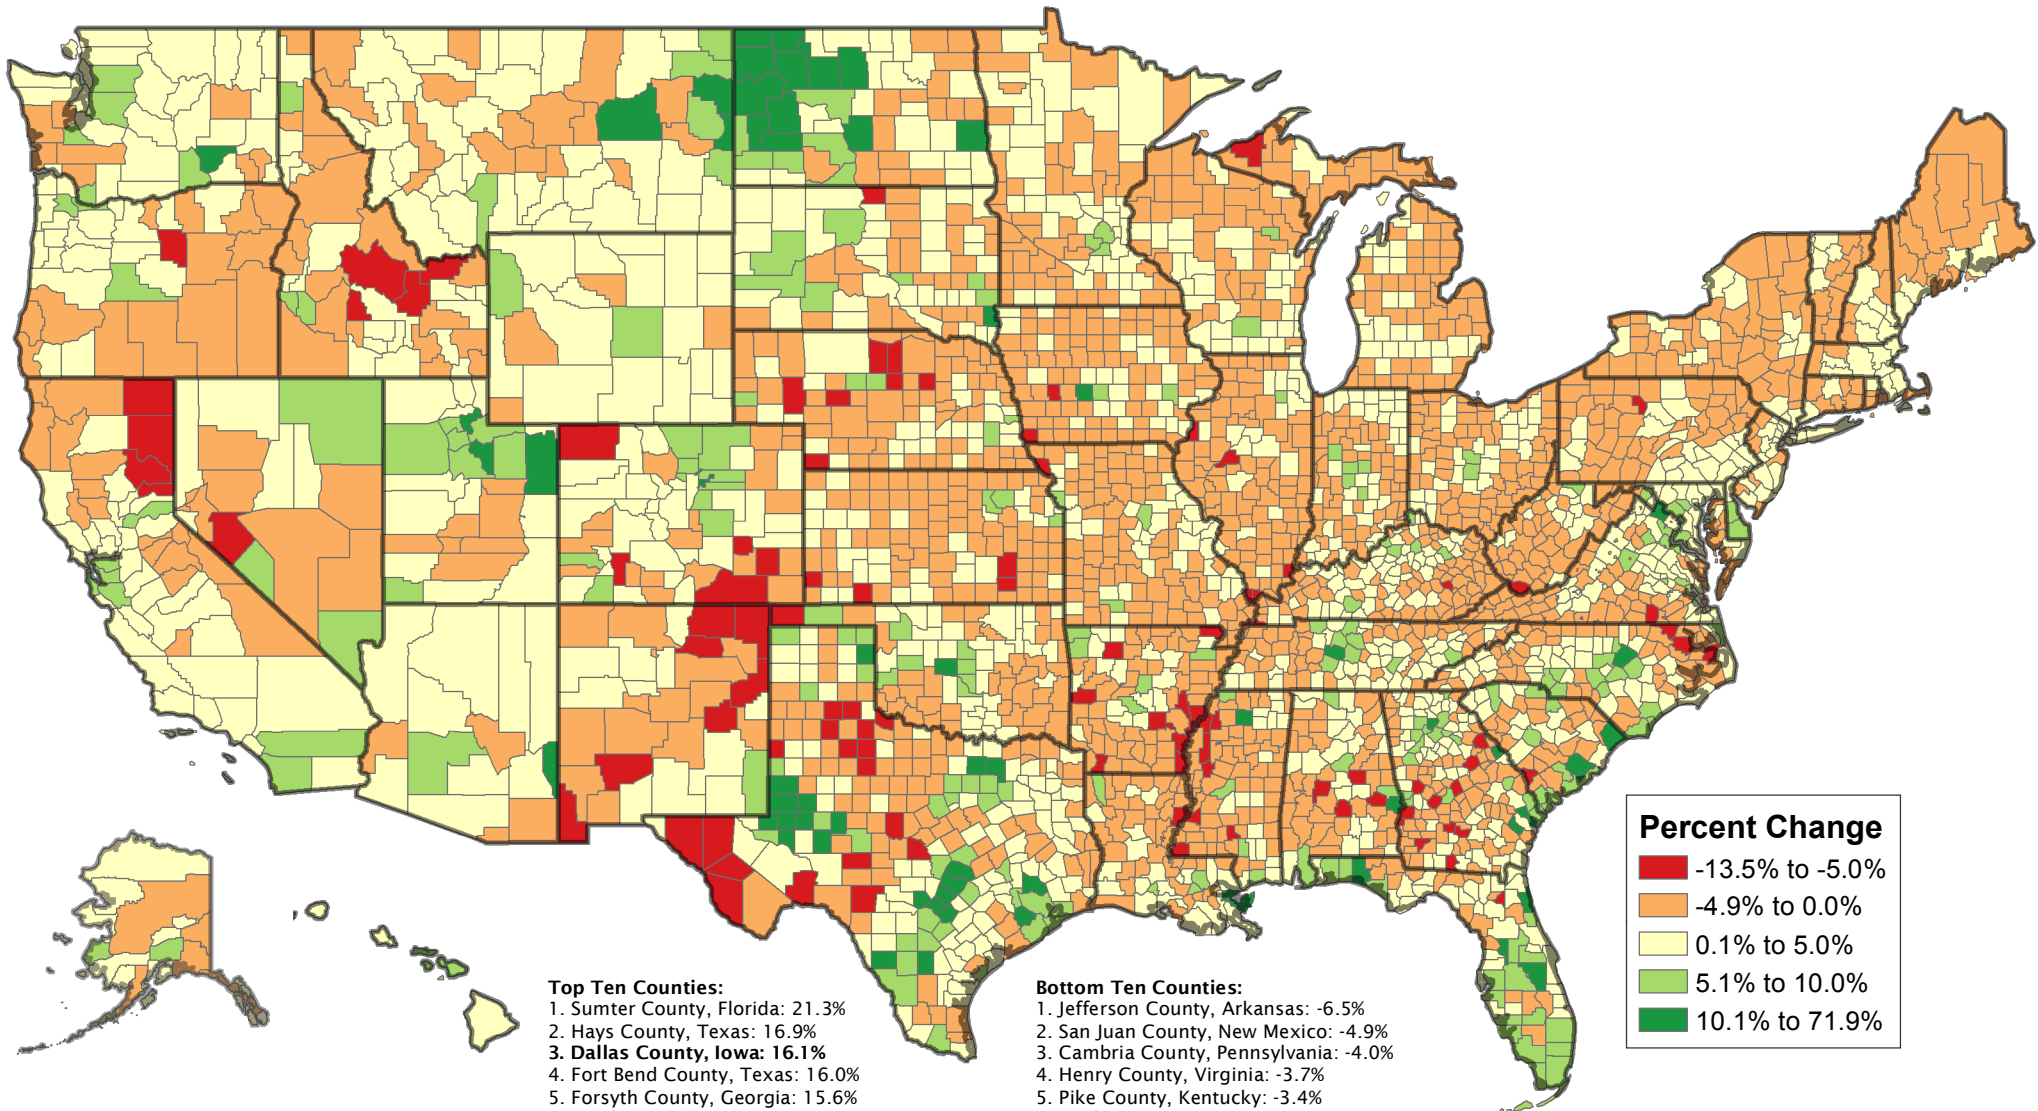 Percent Change
-13.5% to -5.0%
-4.9% to 0.0%
0.1% to 5.0%
5.1% to 10.0%
10.1% to 71.9%
Top Ten Counties:
1. Sumter County, Florida: 21.3%
2. Hays County, Texas: 16.9%
3. Dallas County, Iowa: 16.1%
4. Fort Bend County, Texas: 16.0%
5. Forsyth County, Georgia: 15.6%
Bottom Ten Counties:
1. Jefferson County, Arkansas: -6.5%
2. San Juan County, New Mexico: -4.9%
3. Cambria County, Pennsylvania: -4.0%
4. Henry County, Virginia: -3.7%
5. Pike County, Kentucky: -3.4%